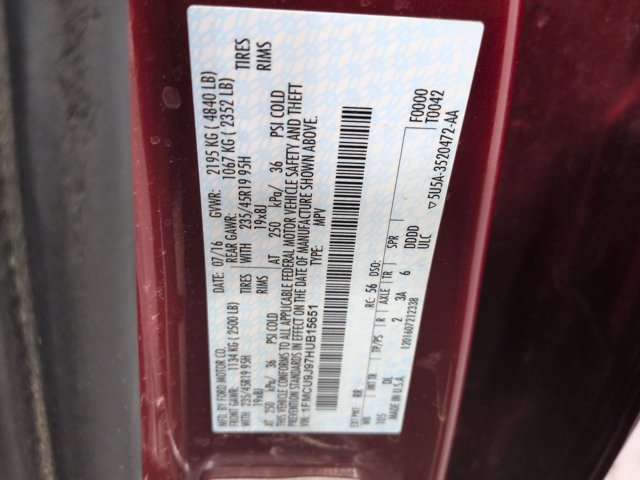 MFD. BY FORD MOTOR CO. DATE: 07/16 GVWR: 2195 KG ( 4840 LB)
FRONT GAWR: 1134 KG ( 2500 LB) REAR GAWR: 1067 KG ( 2352 LB)
WITH 235/45R19 95H TIRES WITH 235/45R19 95H TIRES
19x8J RIMS 19x8J RIMS
AT 250 kPa/ 36 PSI COLD AT 250 kPa/ 36 PSI COLD
THIS VEHICLE CONFORMS TO ALL APPLICABLE FEDERAL MOTOR VEHICLE SAFETY AND THEFT
PREVENTION STANDARDS IN EFFECT ON THE DATE OF MANUFACTURE SHOWN ABOVE.
VIN: 1FMCU9J97HUB15651 TYPE: MPV
F0000
T0042
EXT PNT: RR RC: 56 DSO:
INT TR TP/PS R AXLE TR SPR
105 DL 2 3A 6 DDDD
MADE IN U.S.A. 1201607212338 ULC
5U5A-3520472-AA